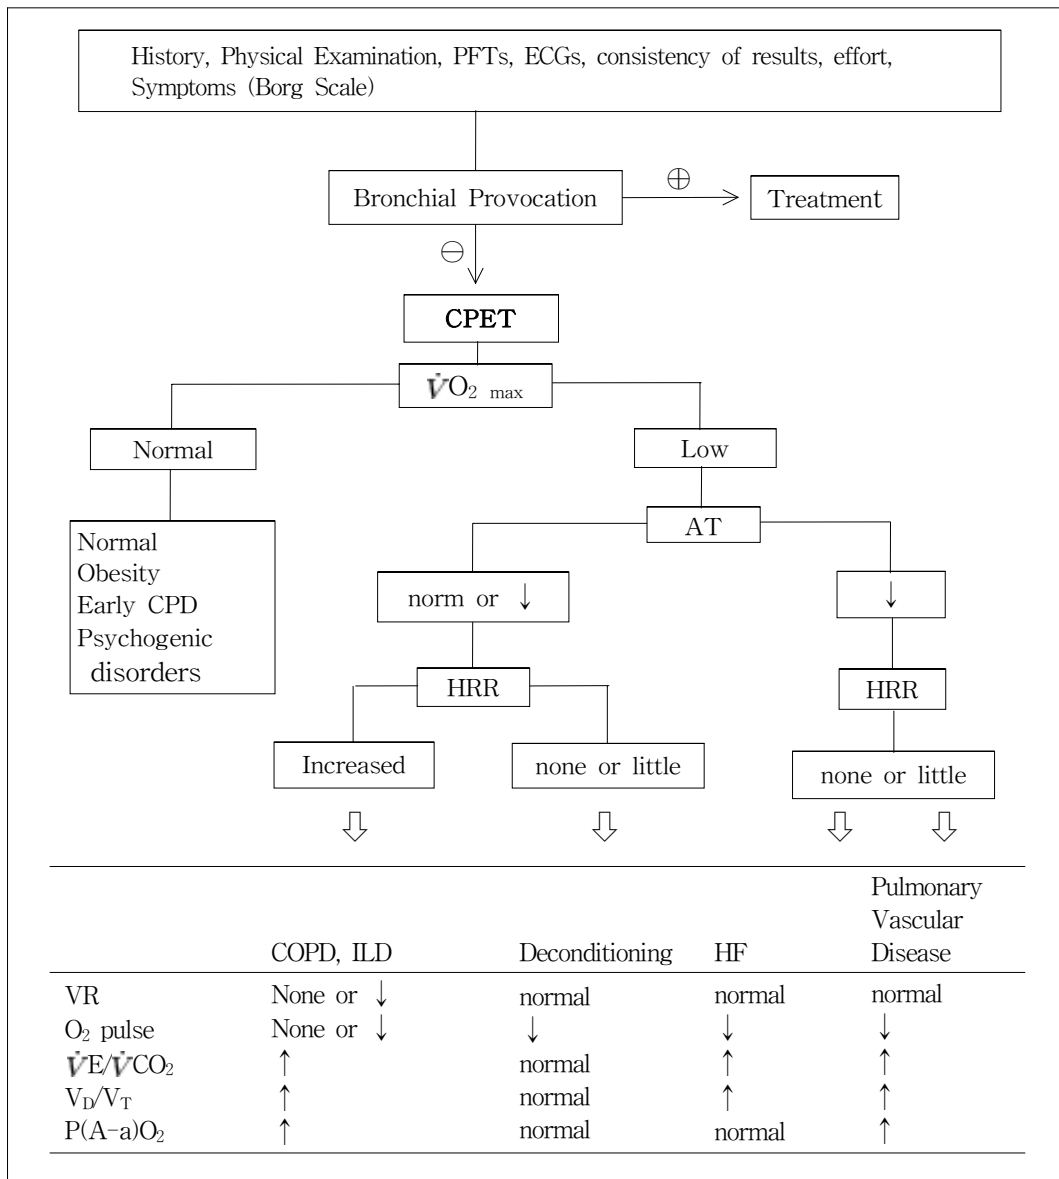 History, Physical Examination, PFTs, ECGs, consistency of results, effort,
Symptoms (Borg Scale)
Bronchial Provocation
⊕
Treatment
⊖
CPET
V̇O₂ max
Normal
Low
Normal
Obesity
Early CPD
Psychogenic
disorders
AT
norm or ↓
↓
HRR
HRR
Increased
none or little
none or little
COPD, ILD Deconditioning HF Pulmonary
Vascular
Disease
VR None or ↓ normal normal normal
O₂ pulse None or ↓ ↓ ↓ ↓
V̇E/V̇CO₂ ↑ normal ↑ ↑
V_D/V_T ↑ normal ↑ ↑
P(A-a)O₂ ↑ normal normal ↑